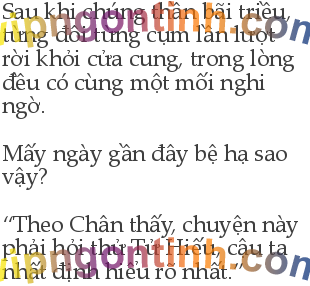 Sau khi chúng thần bãi triều,
từng đôi từng cụm lần lượt
rời khỏi cửa cung, trong lòng
đều có cùng một mối nghi
ngờ.
Mấy ngày gần đây bệ hạ sao
vậy?
“Theo Chân thấy, chuyện này
phải hỏi thử Tử Hiếu, cậu ta
nhất định hiểu rõ nhất.”